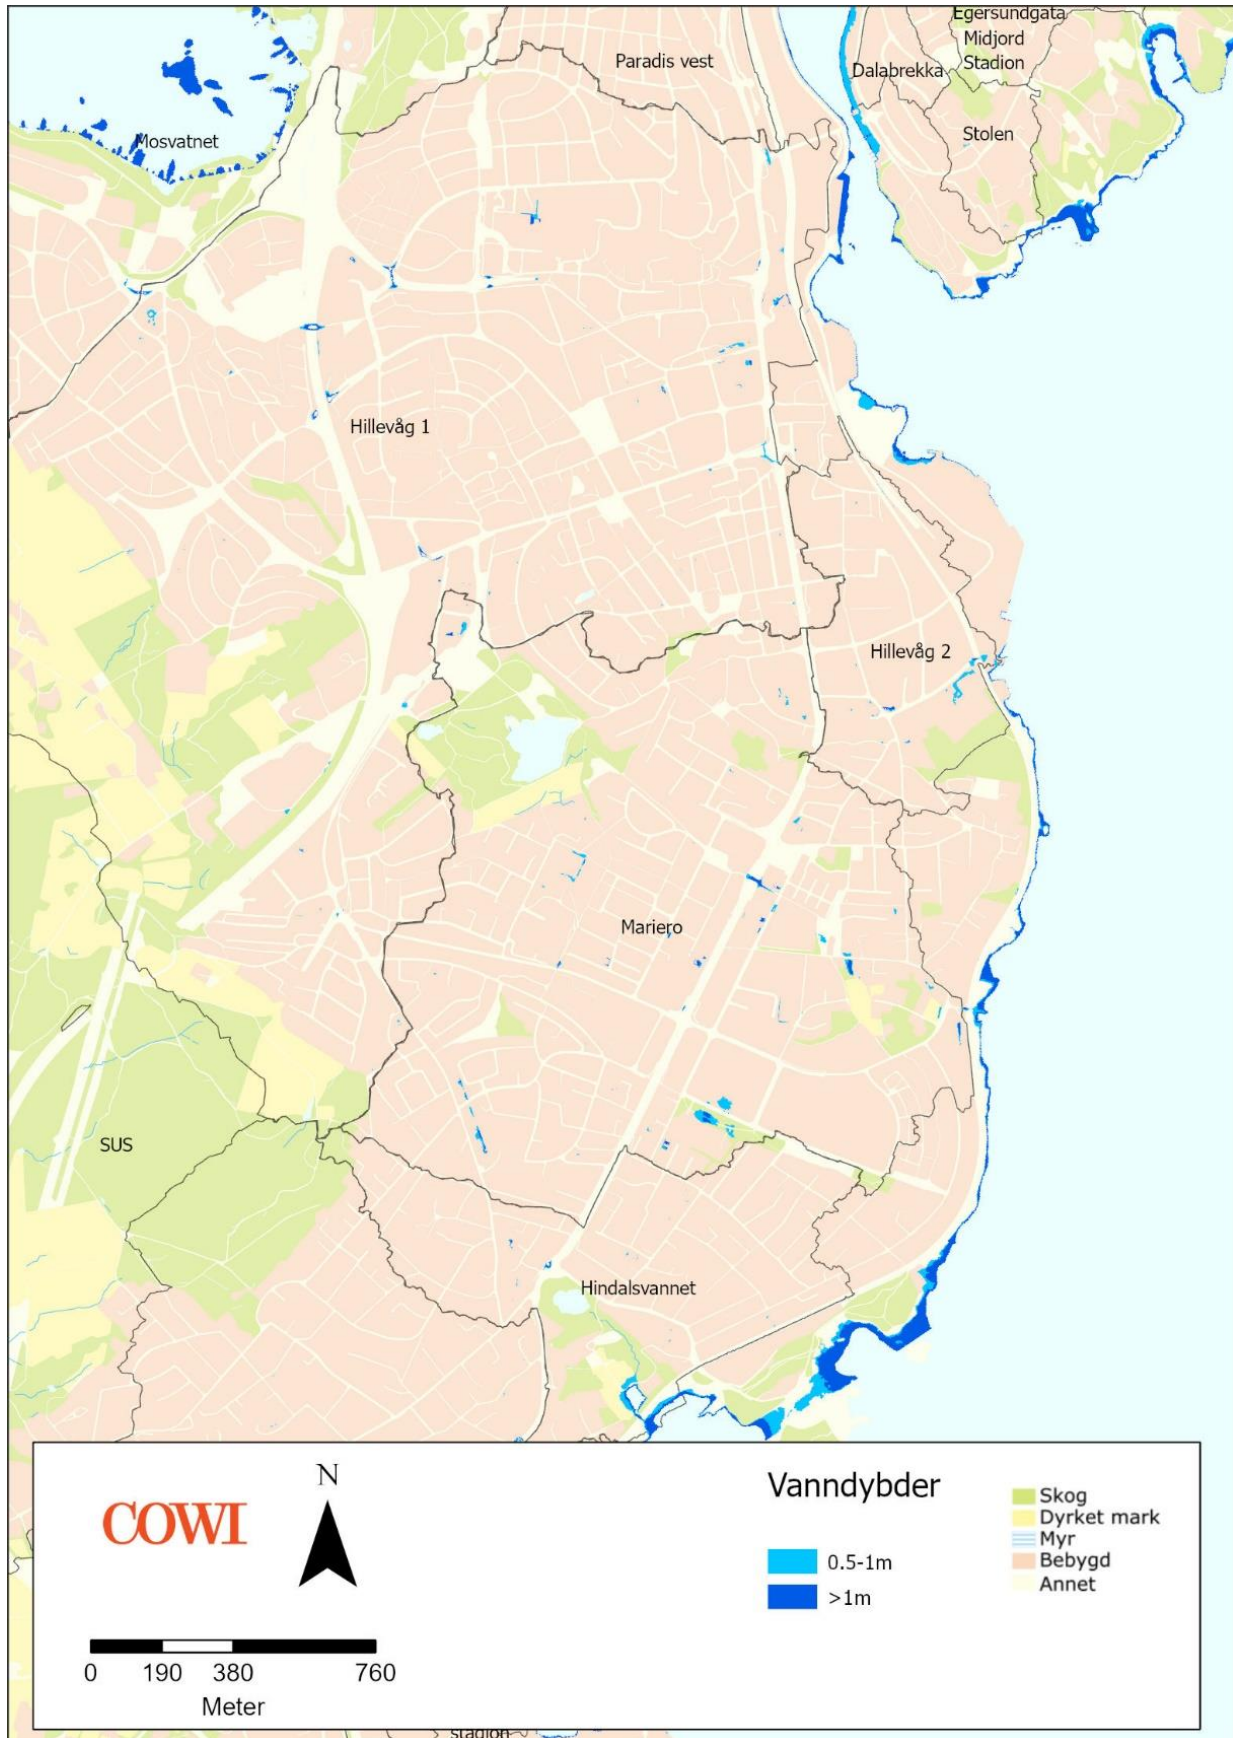 Egersundgata
Midjord
Stadion
Paradis vest
Dalabrekka
Mosvatnet
Stolen
Hillevåg 1
Hillevåg 2
Mariero
SUS
Hindalsvannet
COWI
N
0 190 380 760
Meter
Vanndybder
0.5-1m
>1m
Skog
Dyrket mark
Myr
Bebygd
Annet
stadion